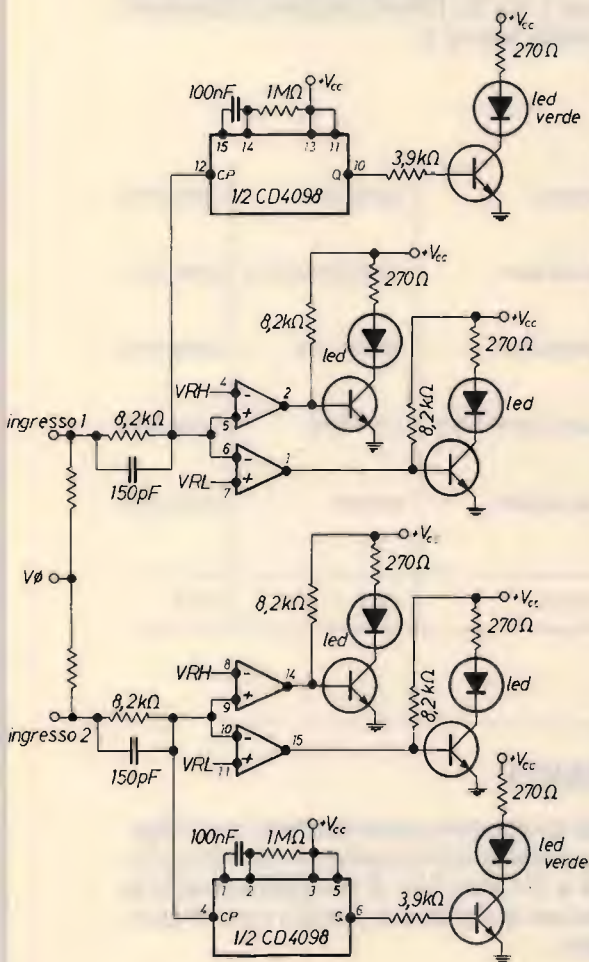 +Vcc
270Ω
led
verde
+Vcc
100nF
1MΩ
15
14
13
11
12
CP
Q
10
3,9kΩ
1/2 CD4098
+Vcc
270Ω
8,2kΩ
led
+Vcc
270Ω
VRH
4
-
+
5
2
led
8,2kΩ
ingresso 1
8,2kΩ
150pF
6
-
7
+
1
VRL
VØ
+Vcc
270Ω
8,2kΩ
led
+Vcc
270Ω
VRH
8
-
9
+
14
led
8,2kΩ
ingresso 2
8,2kΩ
150pF
10
-
11
+
15
VRL
+Vcc
270Ω
led
verde
+Vcc
100nF
1MΩ
1
2
3
5
4
CP
Q
6
3,9kΩ
1/2 CD4098